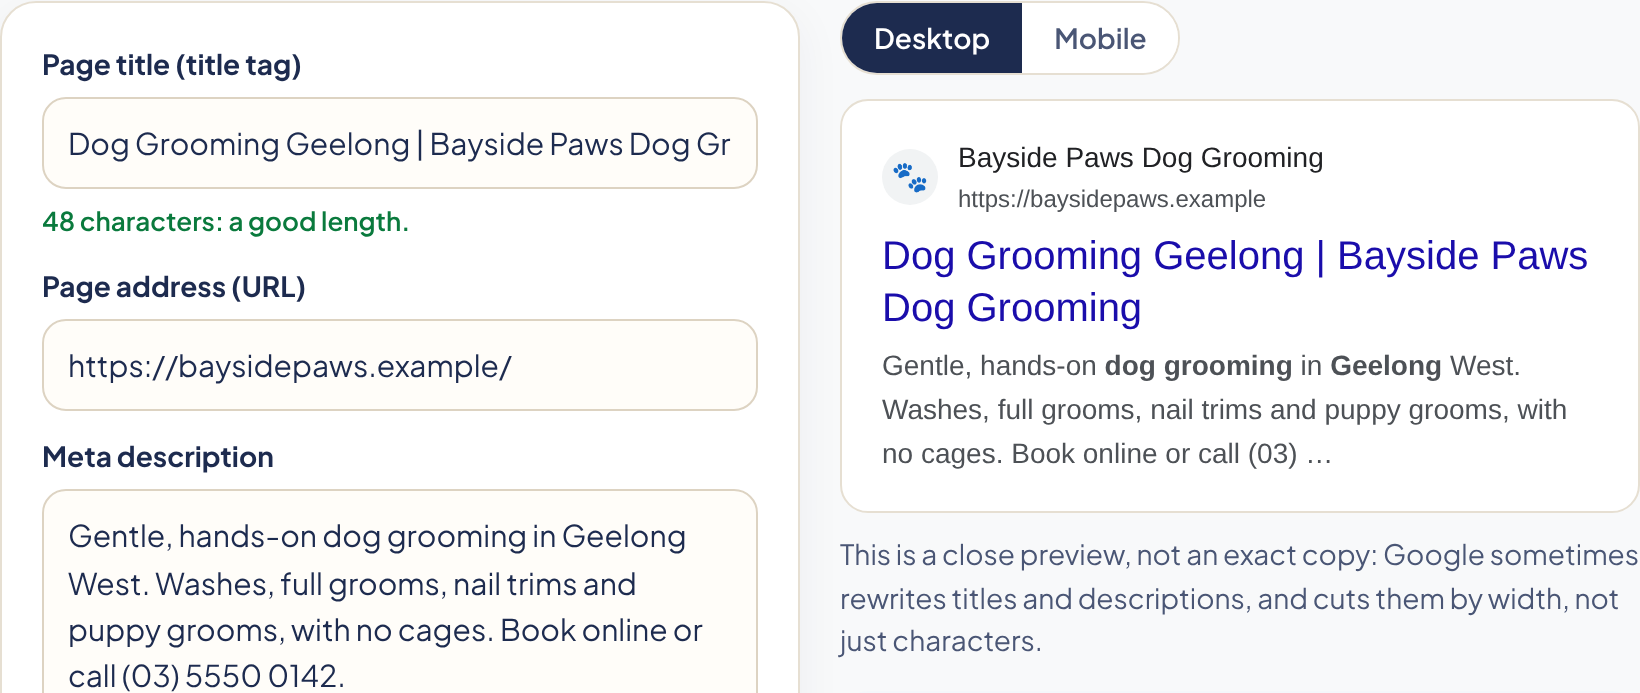 Page title (title tag)
Dog Grooming Geelong | Bayside Paws Dog Gr
48 characters: a good length.
Page address (URL)
https://baysidepaws.example/
Meta description
Gentle, hands-on dog grooming in Geelong
West. Washes, full grooms, nail trims and
puppy grooms, with no cages. Book online or
call (03) 5550 0142.
Desktop
Mobile
Bayside Paws Dog Grooming
https://baysidepaws.example
Dog Grooming Geelong | Bayside Paws
Dog Grooming
Gentle, hands-on dog grooming in Geelong West.
Washes, full grooms, nail trims and puppy grooms, with
no cages. Book online or call (03) …
This is a close preview, not an exact copy: Google sometimes
rewrites titles and descriptions, and cuts them by width, not
just characters.